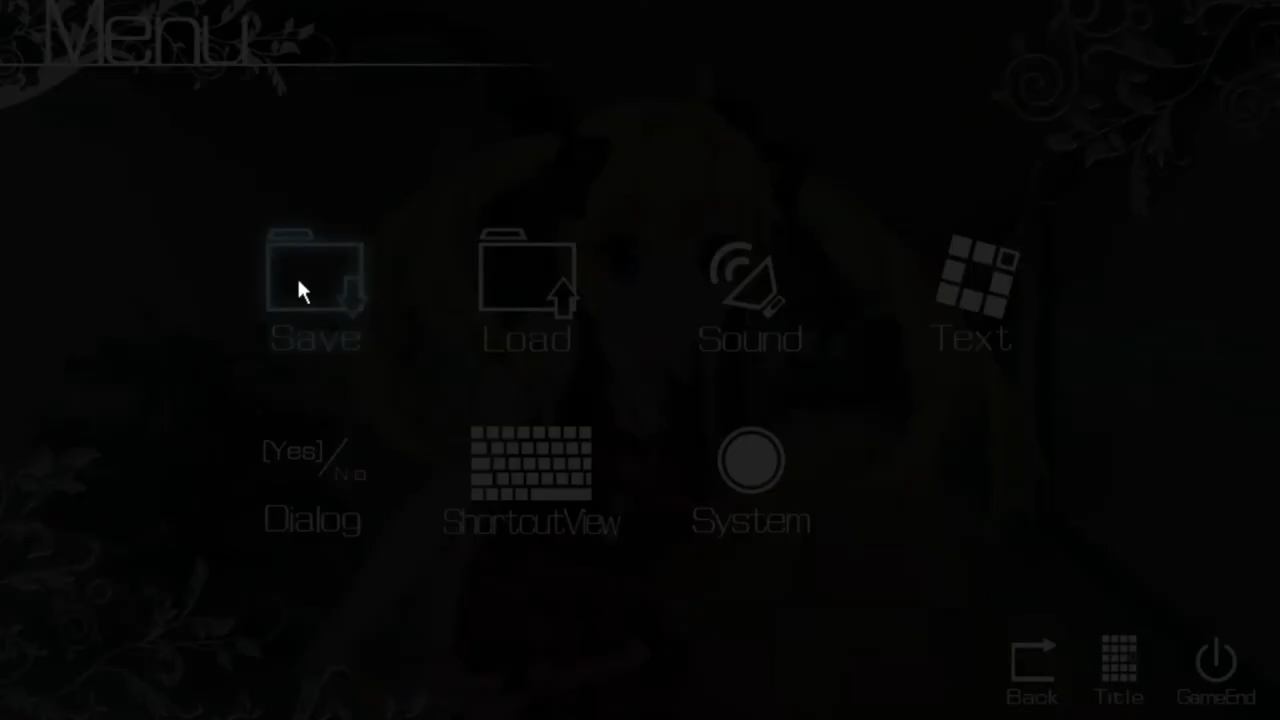 Menu
Save
Load
Sound
Text
[Yes]/No
Dialog
ShortcutView
System
Back
Title
GameEnd